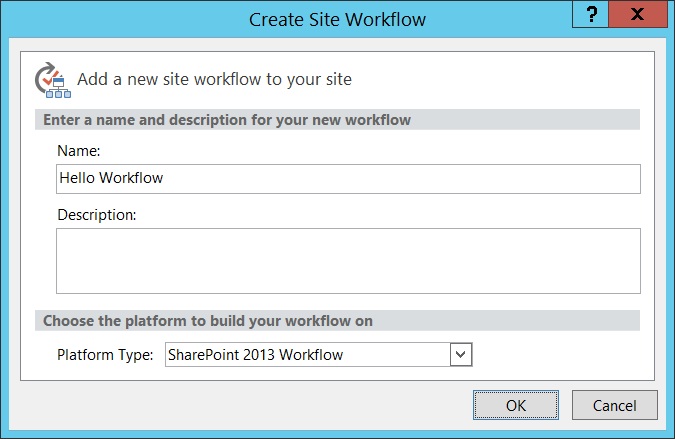 Create Site Workflow
?
X
Add a new site workflow to your site
Enter a name and description for your new workflow
Name:
Hello Workflow
Description:
Choose the platform to build your workflow on
Platform Type: SharePoint 2013 Workflow
OK Cancel